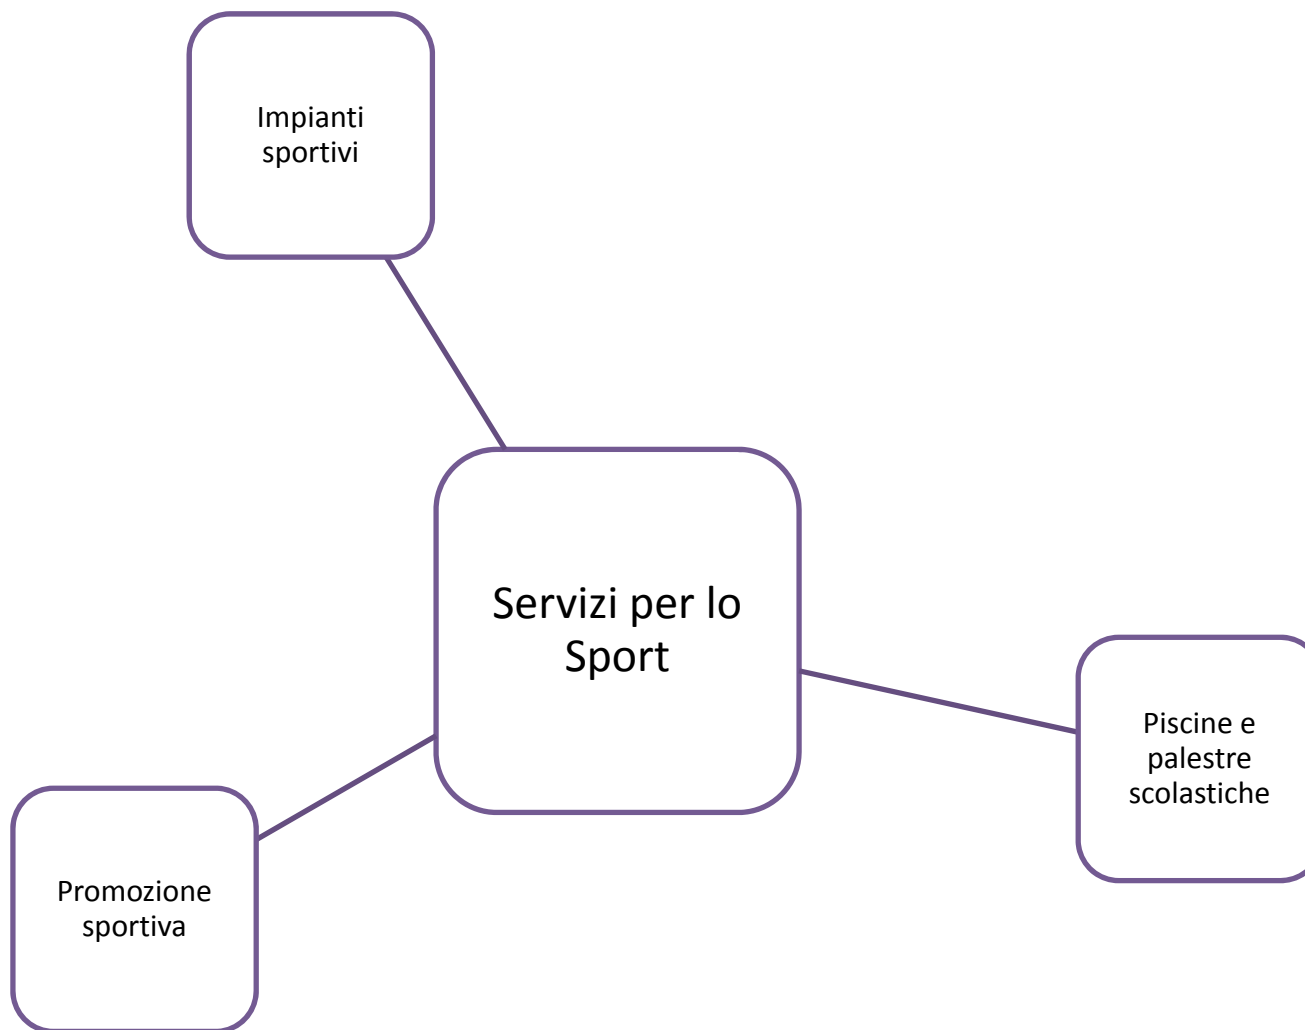 Impianti
sportivi
Servizi per lo
Sport
Piscine e
palestre
scolastiche
Promozione
sportiva